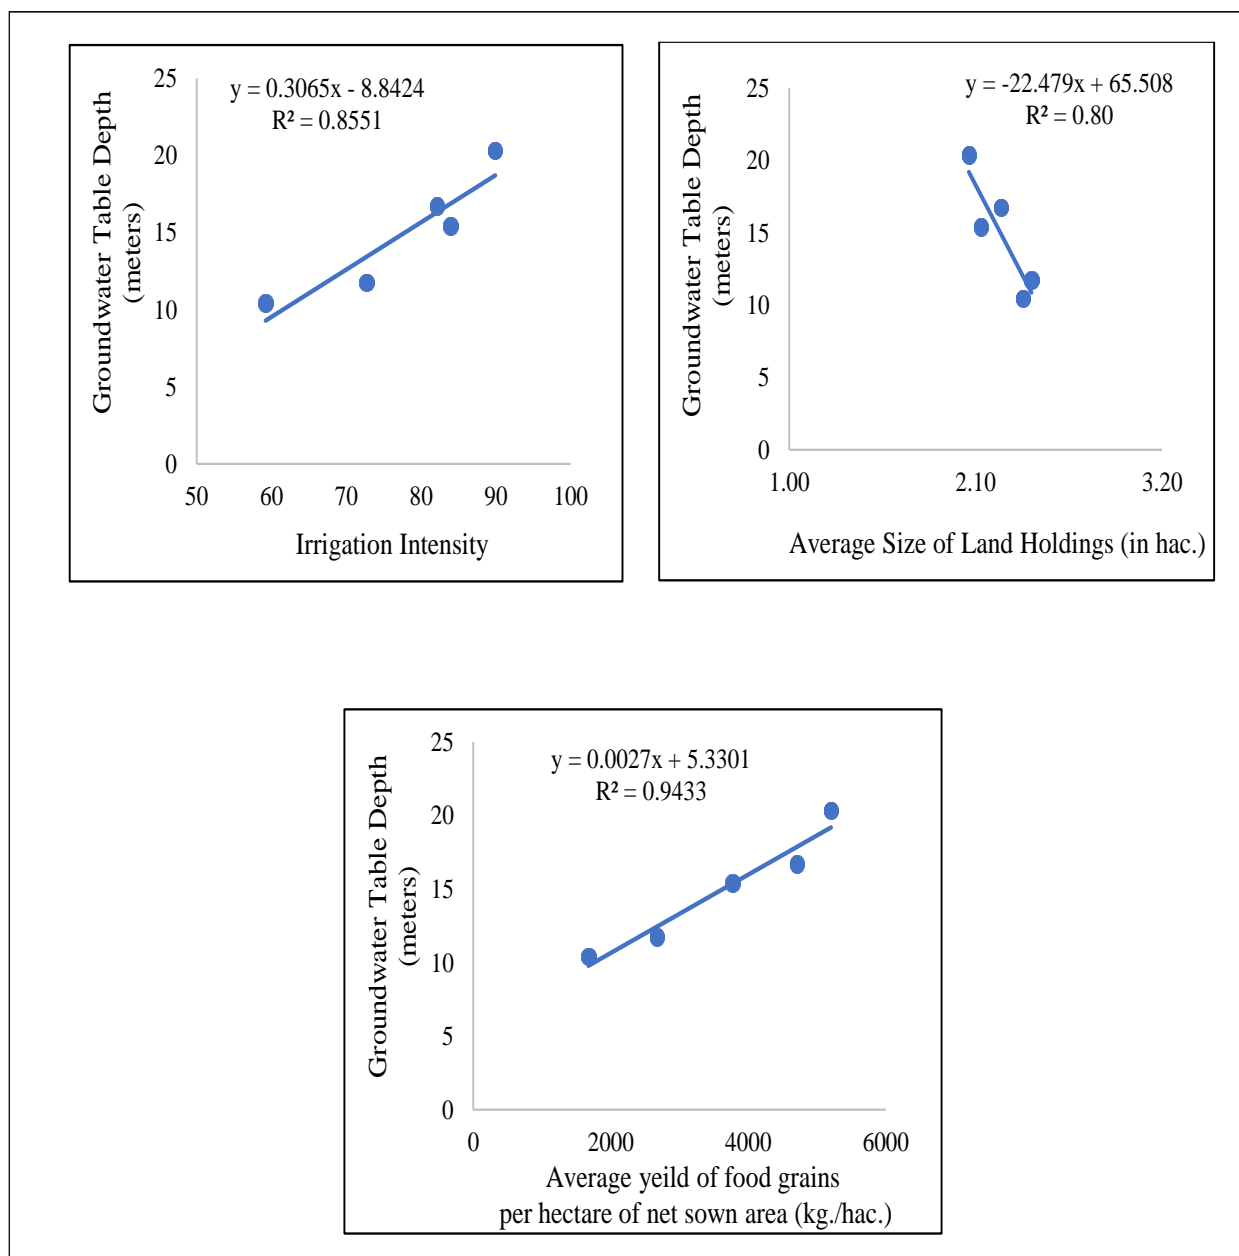 y = 0.3065x - 8.8424
R² = 0.8551
Groundwater Table Depth
(meters)
25
20
15
10
5
0
50 60 70 80 90 100
Irrigation Intensity
y = -22.479x + 65.508
R² = 0.80
Groundwater Table Depth
(meters)
25
20
15
10
5
0
1.00 2.10 3.20
Average Size of Land Holdings (in hac.)
y = 0.0027x + 5.3301
R² = 0.9433
Groundwater Table Depth
(meters)
25
20
15
10
5
0
0 2000 4000 6000
Average yeild of food grains
per hectare of net sown area (kg./hac.)